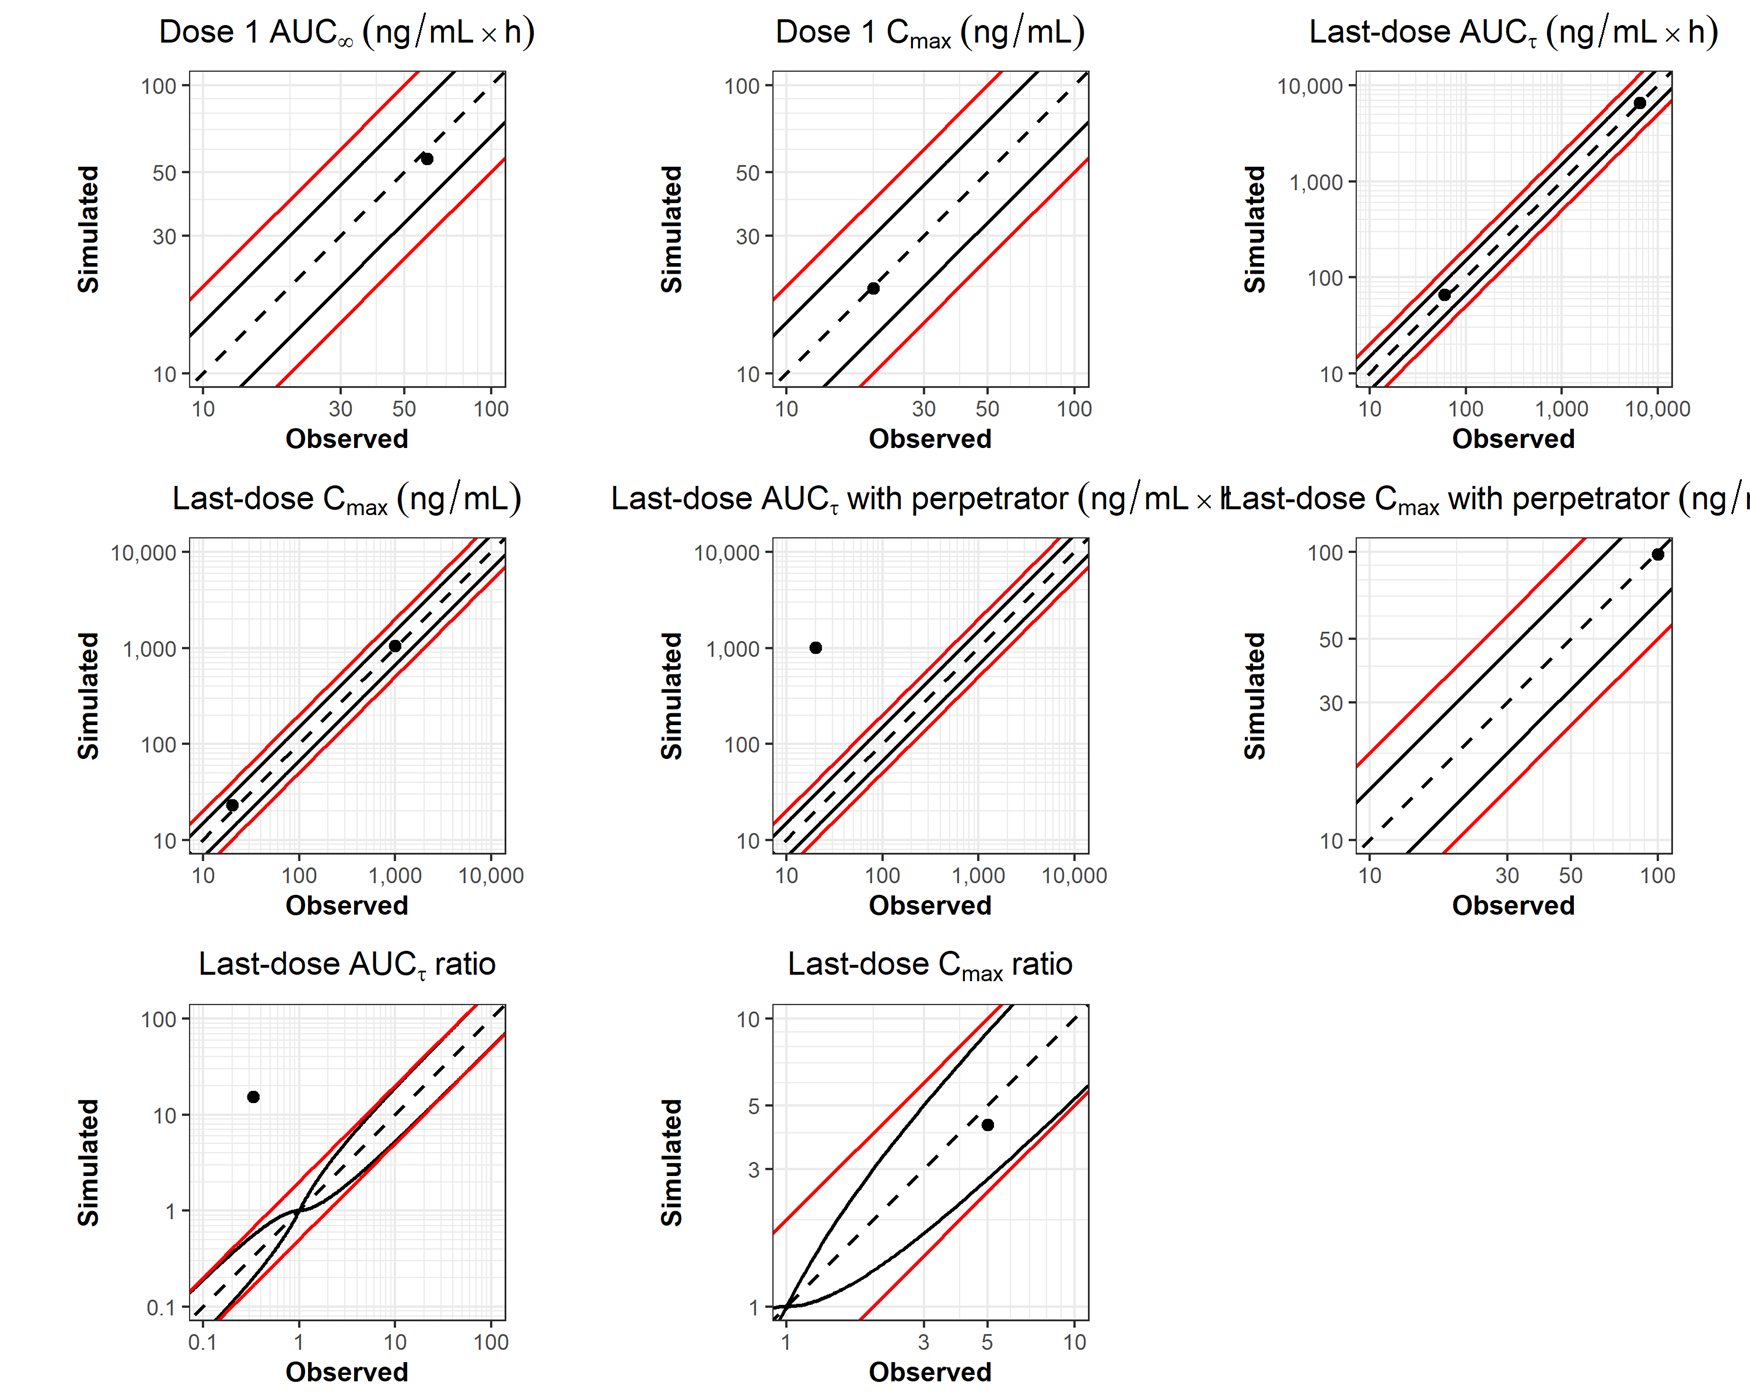 Dose 1 AUC∞ (ng/mL × h)
100
50
30
10
10 30 50 100
Simulated
Observed
Dose 1 Cmax (ng/mL)
100
50
30
10
10 30 50 100
Simulated
Observed
Last-dose AUCτ (ng/mL × h)
10,000
1,000
100
10
10 100 1,000 10,000
Simulated
Observed
Last-dose Cmax (ng/mL)
10,000
1,000
100
10
10 100 1,000 10,000
Simulated
Observed
Last-dose AUCτ with perpetrator (ng/mL ×
10,000
1,000
100
10
10 100 1,000 10,000
Simulated
Observed
Last-dose Cmax with perpetrator (ng/
100
50
30
10
10 30 50 100
Simulated
Observed
Last-dose AUCτ ratio
100
10
1
0.1
0.1 1 10 100
Simulated
Observed
Last-dose Cmax ratio
10
5
3
1
1 3 5 10
Simulated
Observed